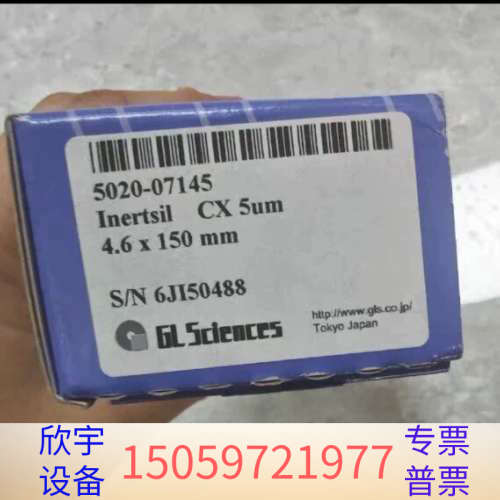 5020-07145
Inertsil CX 5um
4.6 x 150 mm
S/N 6JI50488
GL Sciences
http://www.gls.co.jp/
Tokyo Japan
欣宇 15059721977 专票
设备 普票